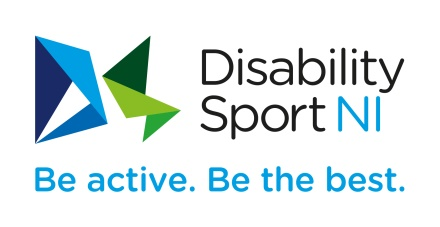 Disability
Sport NI
Be active. Be the best.